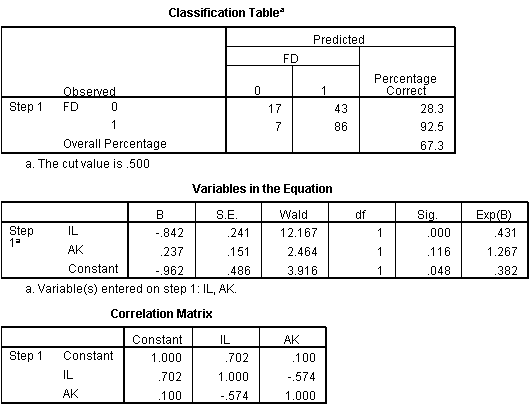 Classification Tablea
Predicted
FD
Percentage
Observed 0 1 Correct
Step 1 FD 0 17 43 28.3
1 7 86 92.5
Overall Percentage 67.3
a. The cut value is .500
Variables in the Equation
B S.E. Wald df Sig. Exp(B)
Step 1a IL -.842 .241 12.167 1 .000 .431
AK .237 .151 2.464 1 .116 1.267
Constant -.962 .486 3.916 1 .048 .382
a. Variable(s) entered on step 1: IL, AK.
Correlation Matrix
Constant IL AK
Step 1 Constant 1.000 .702 .100
IL .702 1.000 -.574
AK .100 -.574 1.000